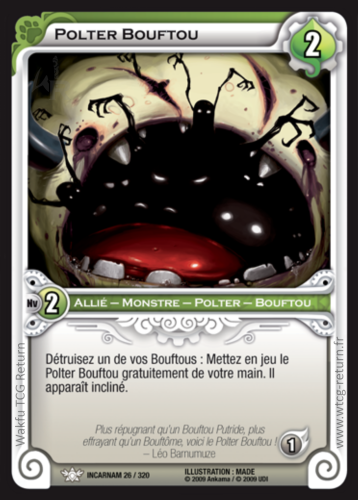 POLTER BOUFTOU
2
Nv 2
ALLIÉ – MONSTRE – POLTER – BOUFTOU
Détruisez un de vos Bouftous : Mettez en jeu le
Polter Bouftou gratuitement de votre main. Il
apparaît incliné.
Plus répugnant qu'un Bouftou Putride, plus
effrayant qu'un Bouftôme, voici le Polter Bouftou !
– Léo Barnumuze
1
INCARNAM 26 / 320
ILLUSTRATION : MADE
© 2009 Ankama / © 2009 UDI
Wakfu TCG Return
www.wtcg-return.fr